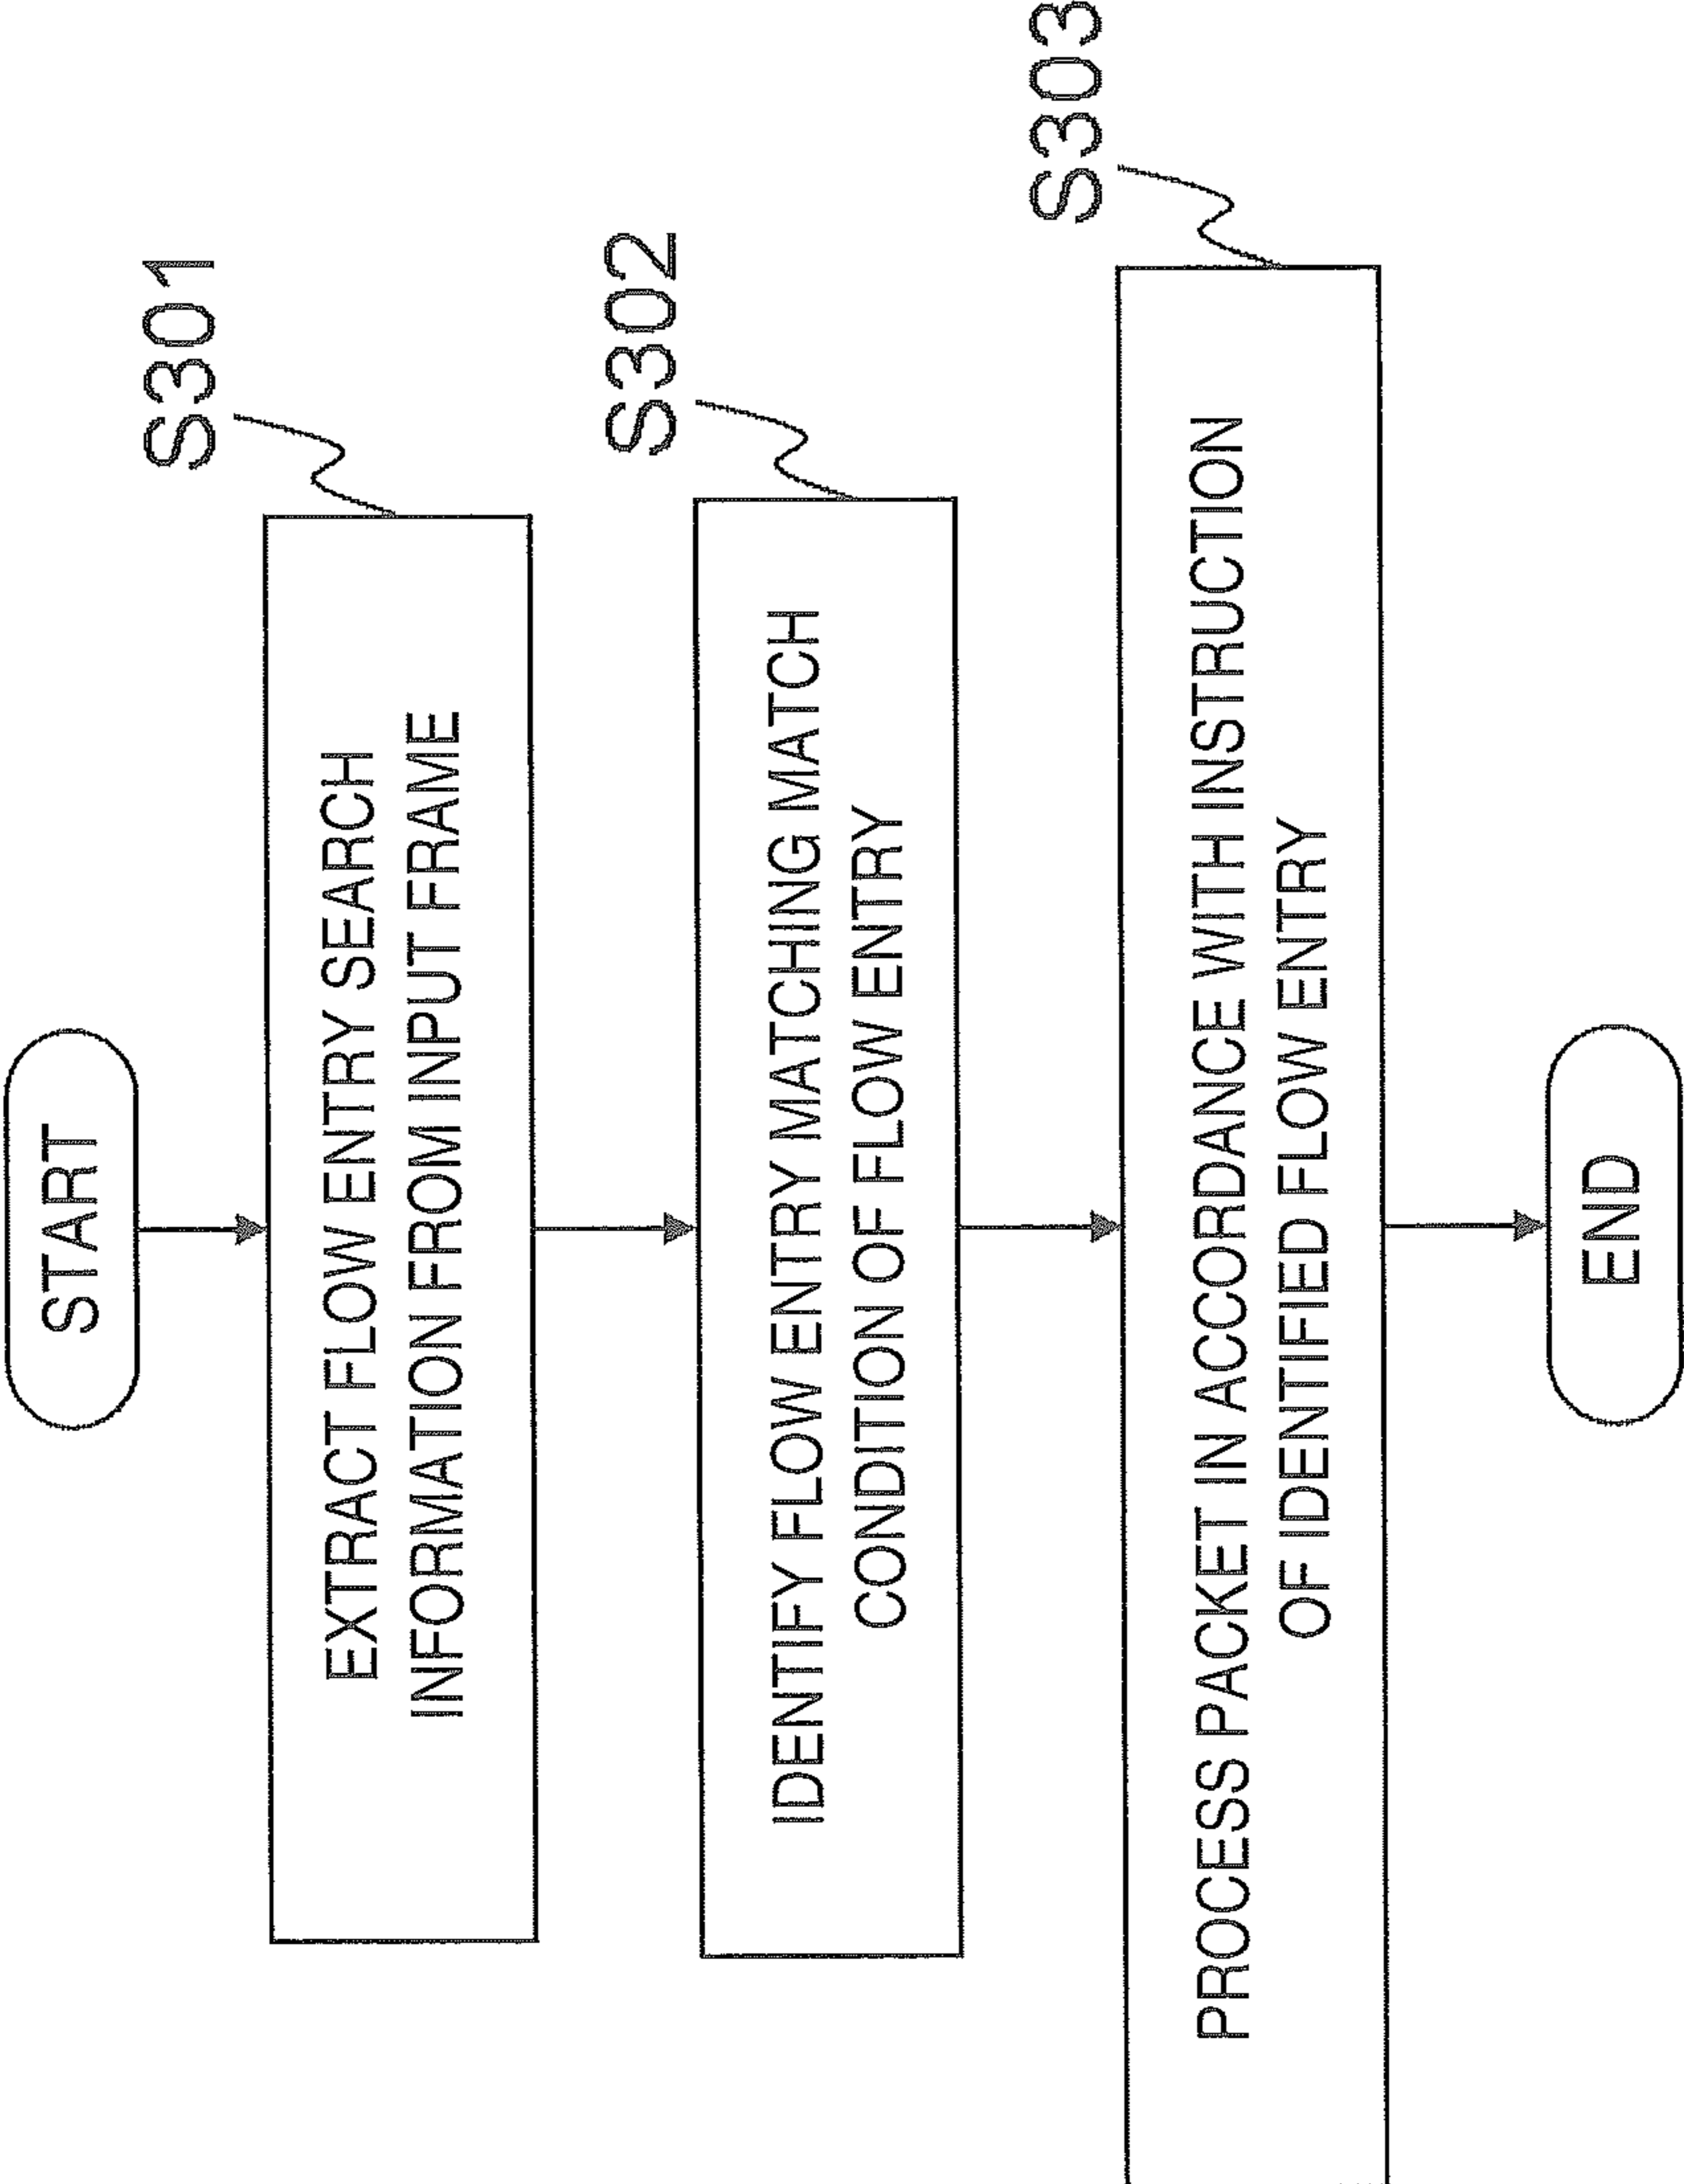 START
S301
EXTRACT FLOW ENTRY SEARCH
INFORMATION FROM INPUT FRAME
S302
IDENTIFY FLOW ENTRY MATCHING MATCH
CONDITION OF FLOW ENTRY
S303
PROCESS PACKET IN ACCORDANCE WITH INSTRUCTION
OF IDENTIFIED FLOW ENTRY
END